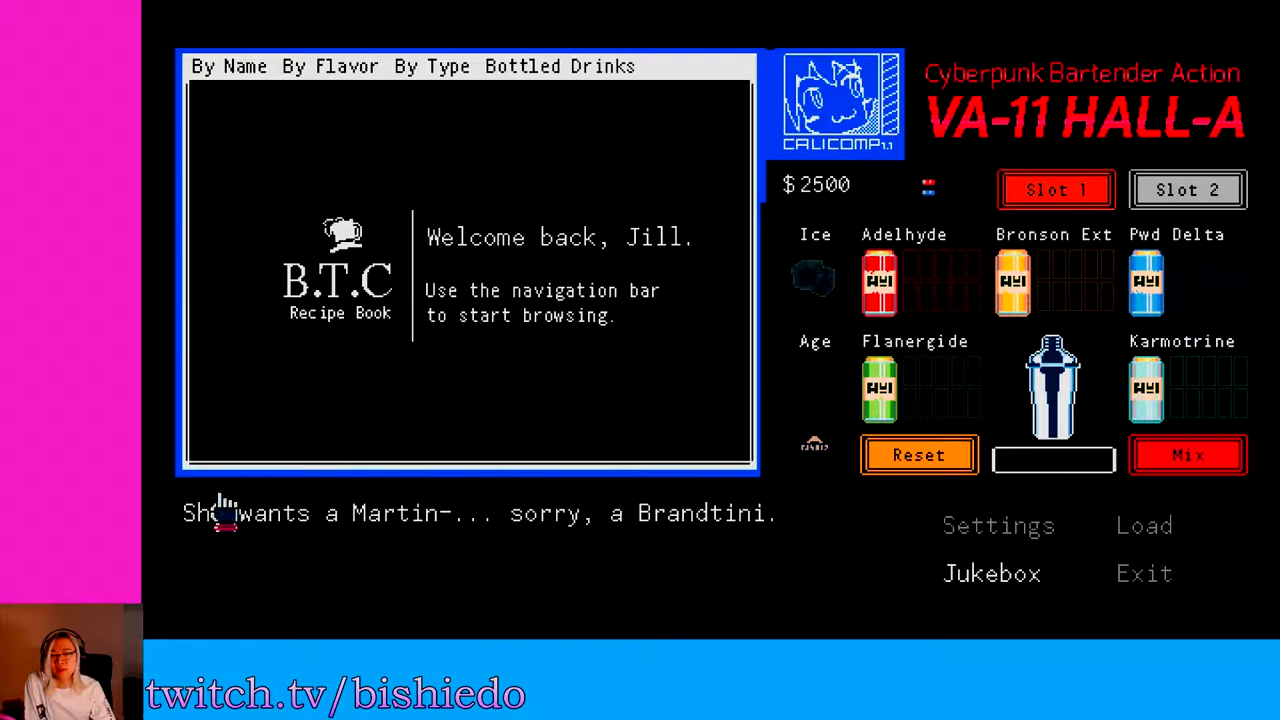 By Name By Flavor By Type Bottled Drinks
CALICOMP1.1
Cyberpunk Bartender Action
VA-11 HALL-A
$2500
Slot 1
Slot 2
Ice
Adelhyde
Bronson Ext
Pwd Delta
B.T.C
Recipe Book
Welcome back, Jill.
Use the navigation bar
to start browsing.
Age
Flanergide
Karmotrine
Reset
Mix
wants a Martin-... sorry, a Brandtini.
Settings
Load
Jukebox
Exit
twitch.tv/bishiedo